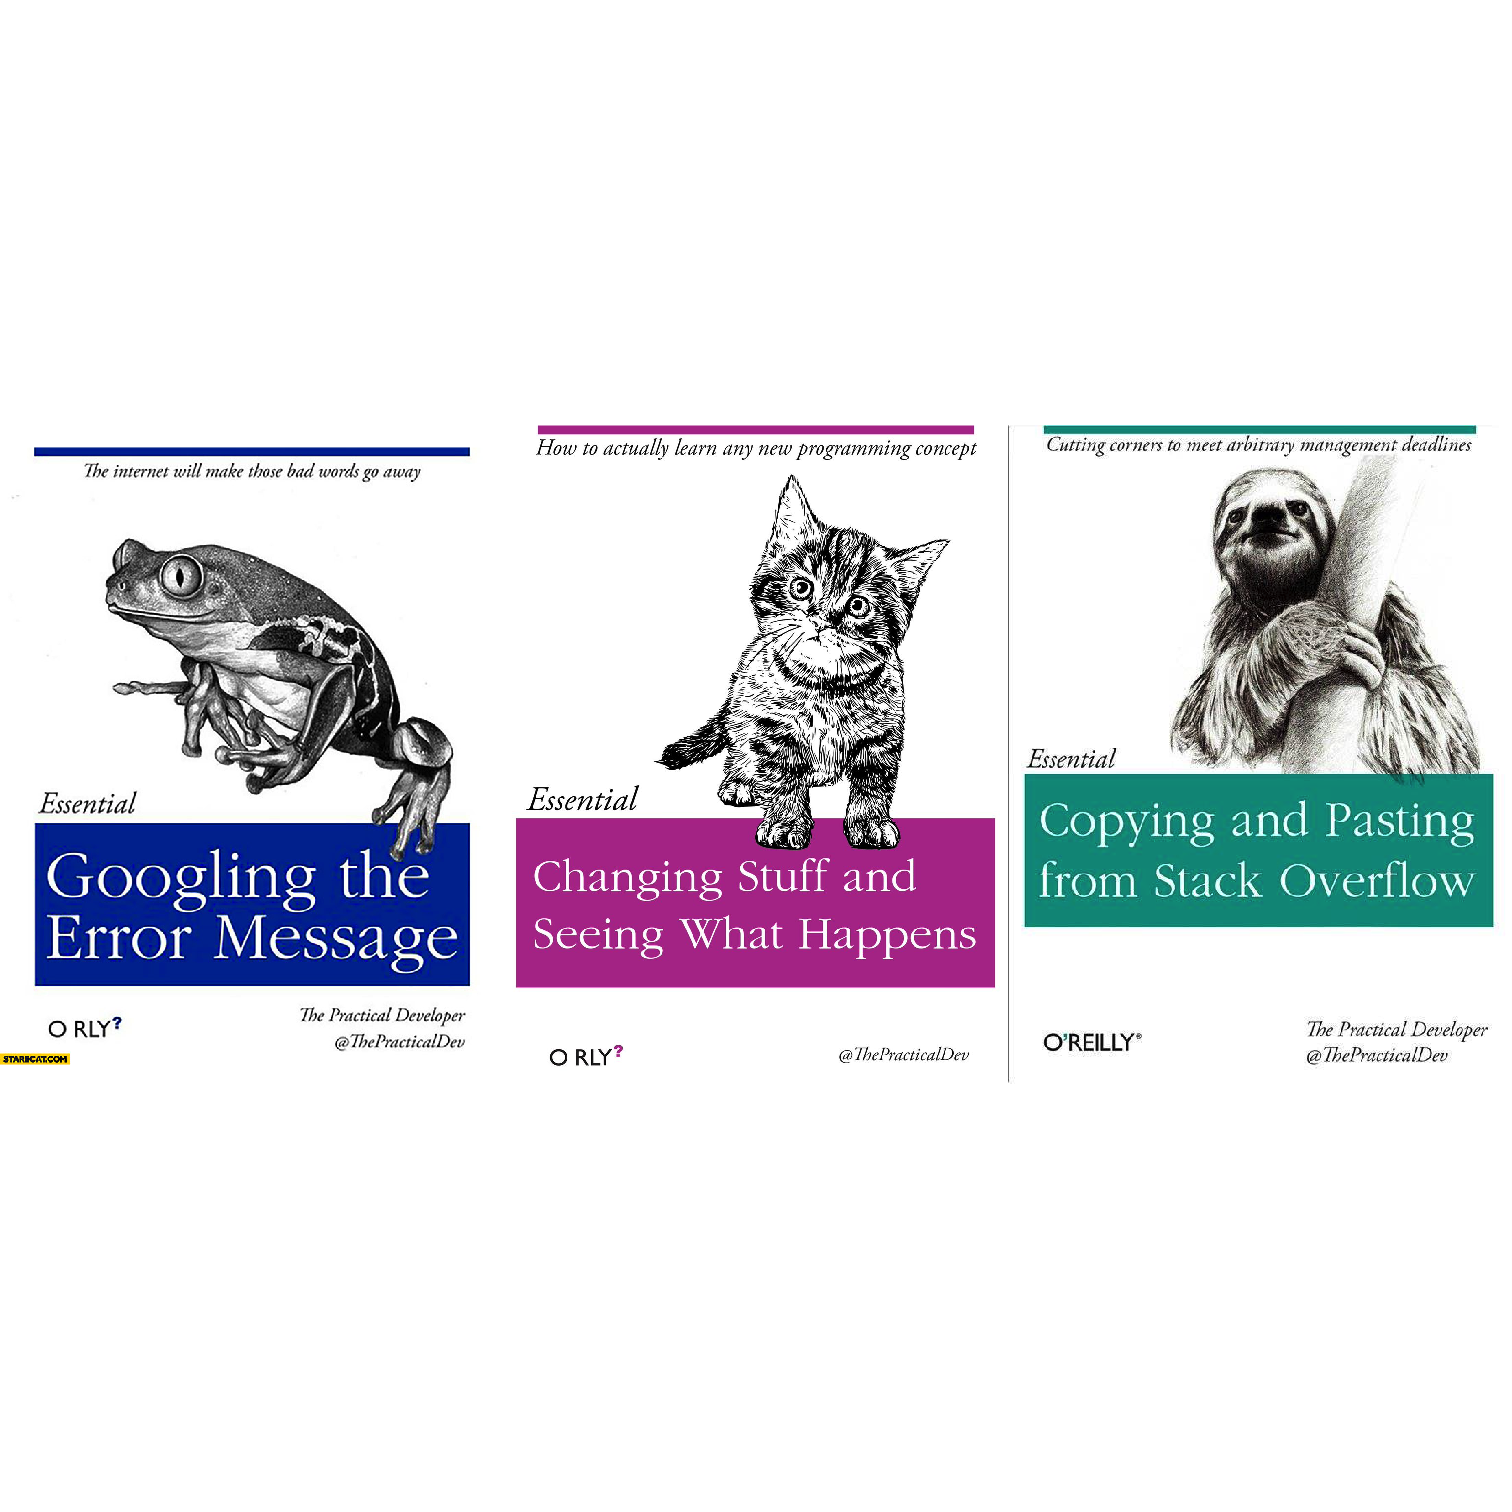 The internet will make those bad words go away
Essential
Googling the
Error Message
O RLY?
The Practical Developer
@ThePracticalDev
STARECAT.COM
How to actually learn any new programming concept
Essential
Changing Stuff and
Seeing What Happens
O RLY?
@ThePracticalDev
Cutting corners to meet arbitrary management deadlines
Essential
Copying and Pasting
from Stack Overflow
O'REILLY®
The Practical Developer
@ThePracticalDev